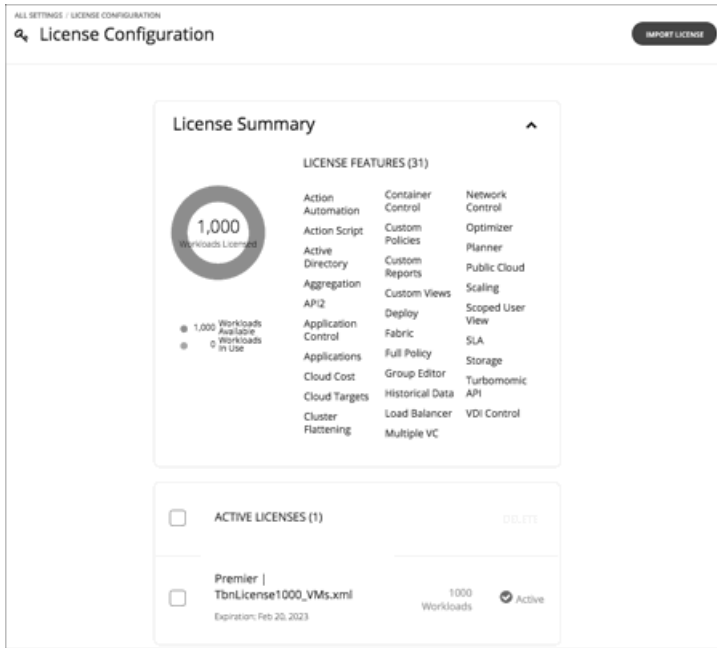 ALL SETTINGS / LICENSE CONFIGURATION
License Configuration
IMPORT LICENSE
License Summary
1,000
Workloads Licensed
1,000 Workloads
Available
0 Workloads
In Use
LICENSE FEATURES (31)
Action
Automation
Action Script
Active
Directory
Aggregation
API2
Application
Control
Applications
Cloud Cost
Cloud Targets
Cluster
Flattening
Container
Control
Custom
Policies
Custom
Reports
Custom Views
Deploy
Fabric
Full Policy
Group Editor
Historical Data
Load Balancer
Multiple VC
Network
Control
Optimizer
Planner
Public Cloud
Scaling
Scoped User
View
SLA
Storage
Turbomomic
API
VDI Control
ACTIVE LICENSES (1)
Premier |
TbnLicense1000_VMs.xml
Expiration: Feb 20, 2023
1000
Workloads
Active